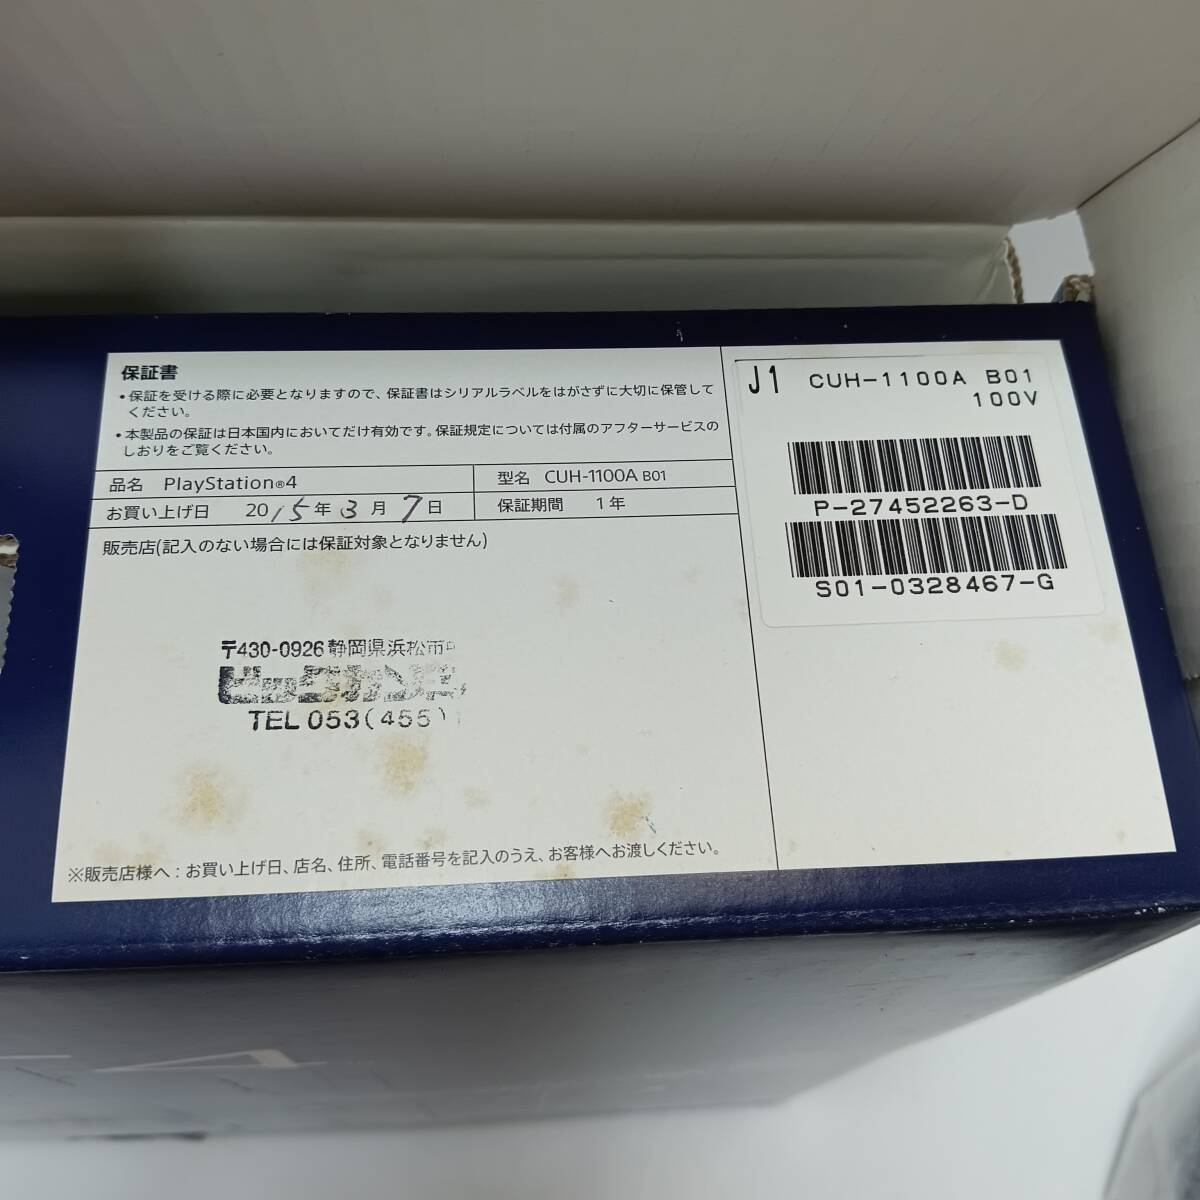 保証書
•保証を受ける際に必要となりますので、保証書はシリアルラベルをはがさずに大切に保管して
ください。
•本製品の保証は日本国内においてだけ有効です。保証規定については付属のアフターサービスの
しおりをご覧ください。
品名 PlayStation®4
型名 CUH-1100A B01
お買い上げ日 2015年3月7日
保証期間 1年
販売店(記入のない場合には保証対象となりません)
〒430-0926 静岡県浜松市
TEL 053(455)
※販売店様へ：お買い上げ日、店名、住所、電話番号を記入のうえ、お客様へお渡しください。
J1 CUH-1100A B01
100V
P-27452263-D
S01-0328467-G